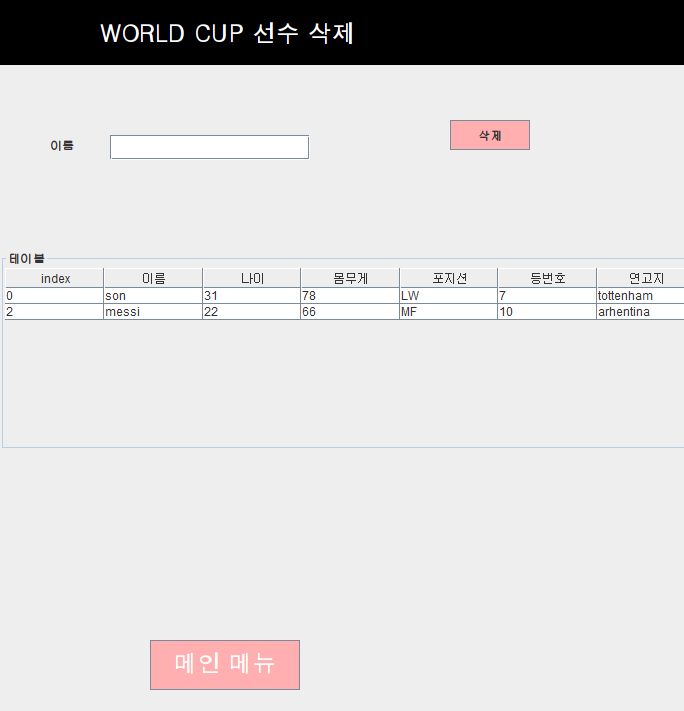 WORLD CUP 선수 삭제
삭제
이름
테이블
index 이름 나이 몸무게 포지션 등번호 연고지
0 son 31 78 LW 7 tottenham
2 messi 22 66 MF 10 arhentina
메인 메뉴